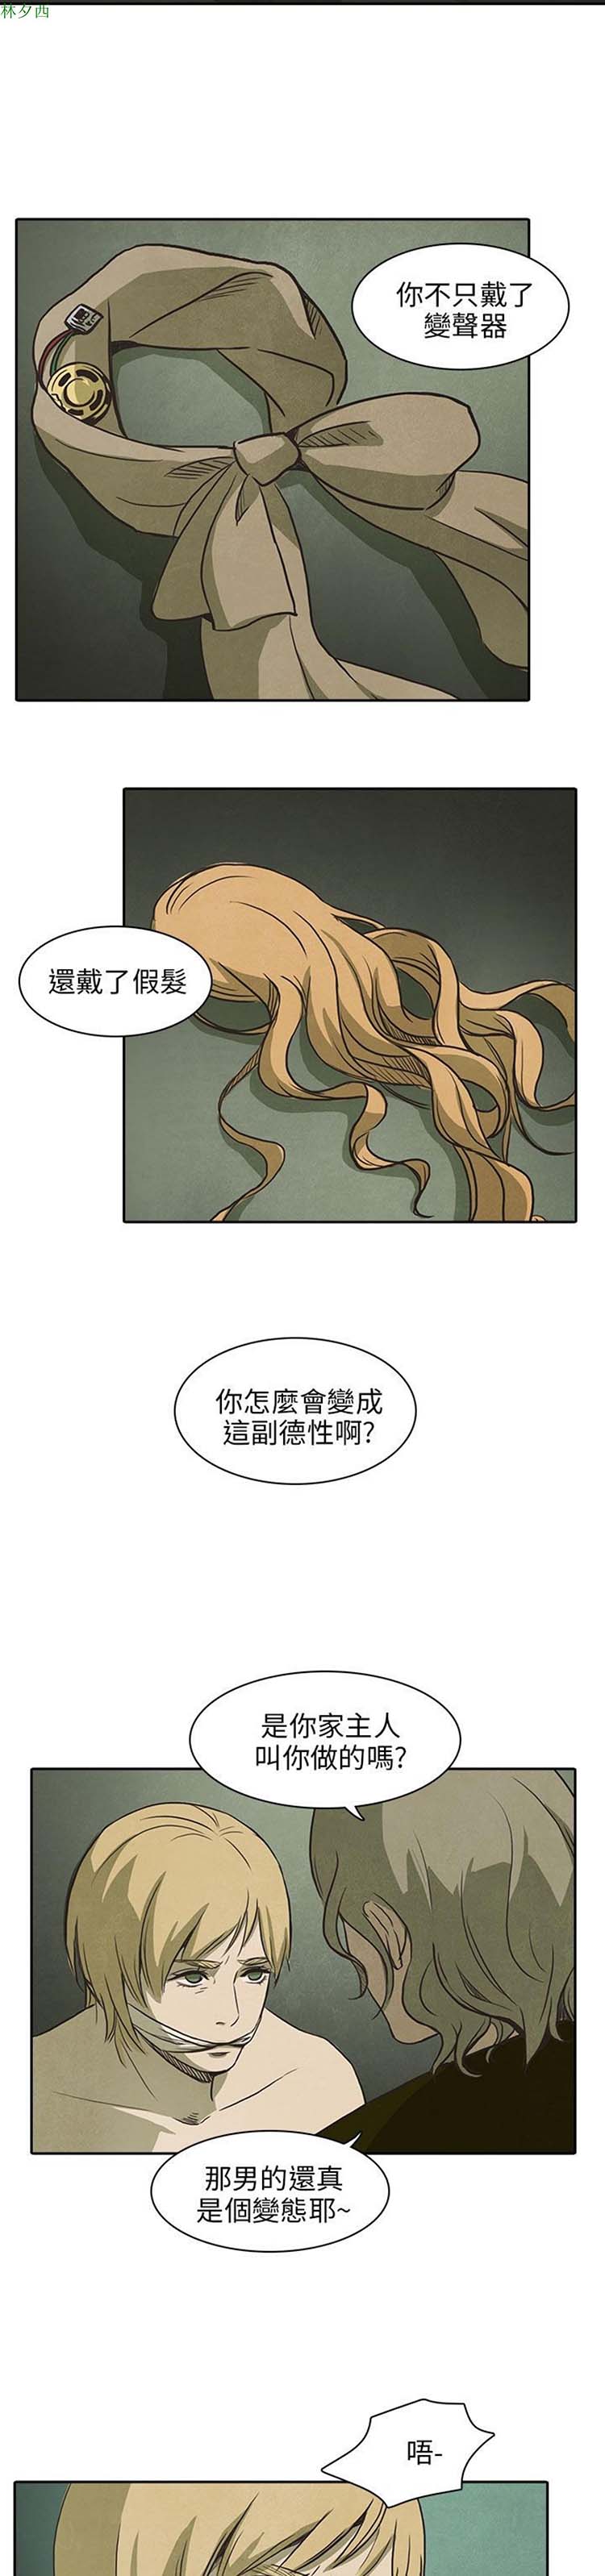 林夕西
你不只戴了
變聲器
還戴了假髮
你怎麼會變成
這副德性啊?
是你家主人
叫你做的嗎?
那男的還真
是個變態耶~
唔-